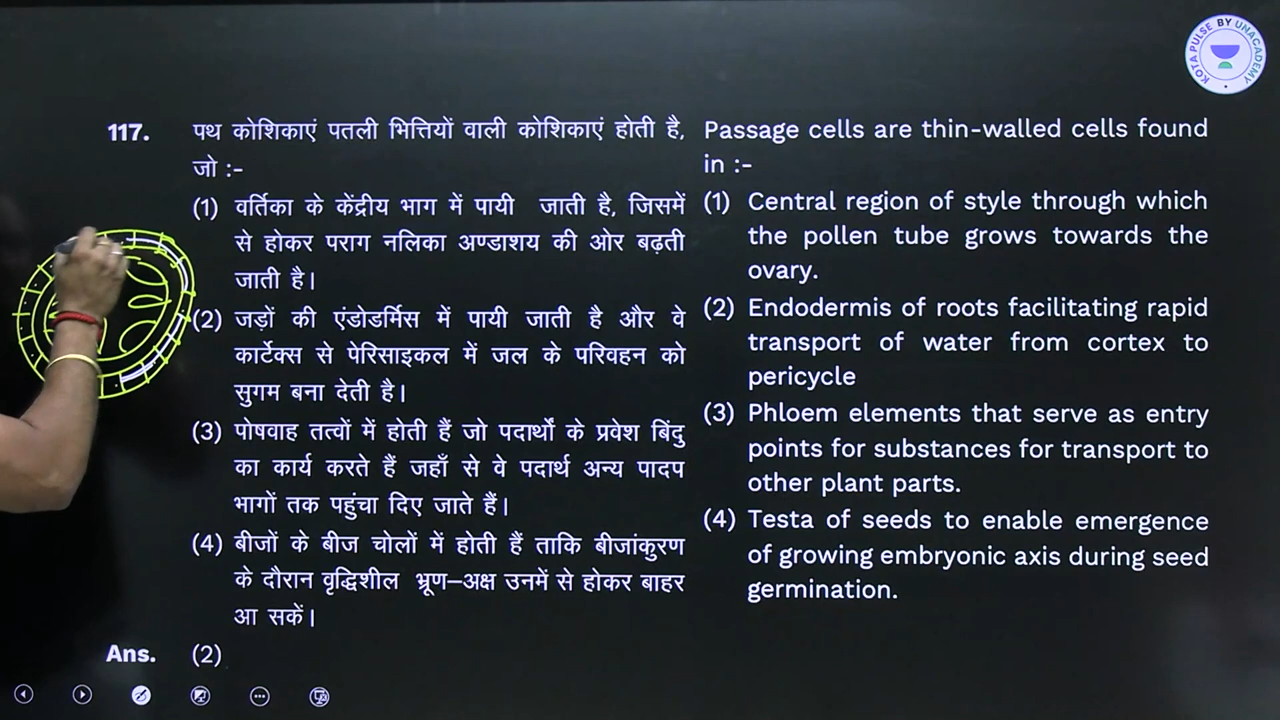 KOTA PULSE BY UNACADEMY
117.
पथ कोशिकाएं पतली भित्तियों वाली कोशिकाएं होती है,
जो :-
(1) वर्तिका के केंद्रीय भाग में पायी जाती है, जिसमें
से होकर पराग नलिका अण्डाशय की ओर बढ़ती
जाती है।
(2) जड़ों की एंडोडर्मिस में पायी जाती है और वे
कार्टेक्स से पेरिसाइकल में जल के परिवहन को
सुगम बना देती है।
(3) पोषवाह तत्वों में होती हैं जो पदार्थों के प्रवेश बिंदु
का कार्य करते हैं जहाँ से वे पदार्थ अन्य पादप
भागों तक पहुंचा दिए जाते हैं।
(4) बीजों के बीज चोलों में होती हैं ताकि बीजांकुरण
के दौरान वृद्धिशील भ्रूण–अक्ष उनमें से होकर बाहर
आ सकें।
Passage cells are thin-walled cells found
in :-
(1) Central region of style through which
the pollen tube grows towards the
ovary.
(2) Endodermis of roots facilitating rapid
transport of water from cortex to
pericycle
(3) Phloem elements that serve as entry
points for substances for transport to
other plant parts.
(4) Testa of seeds to enable emergence
of growing embryonic axis during seed
germination.
Ans. (2)